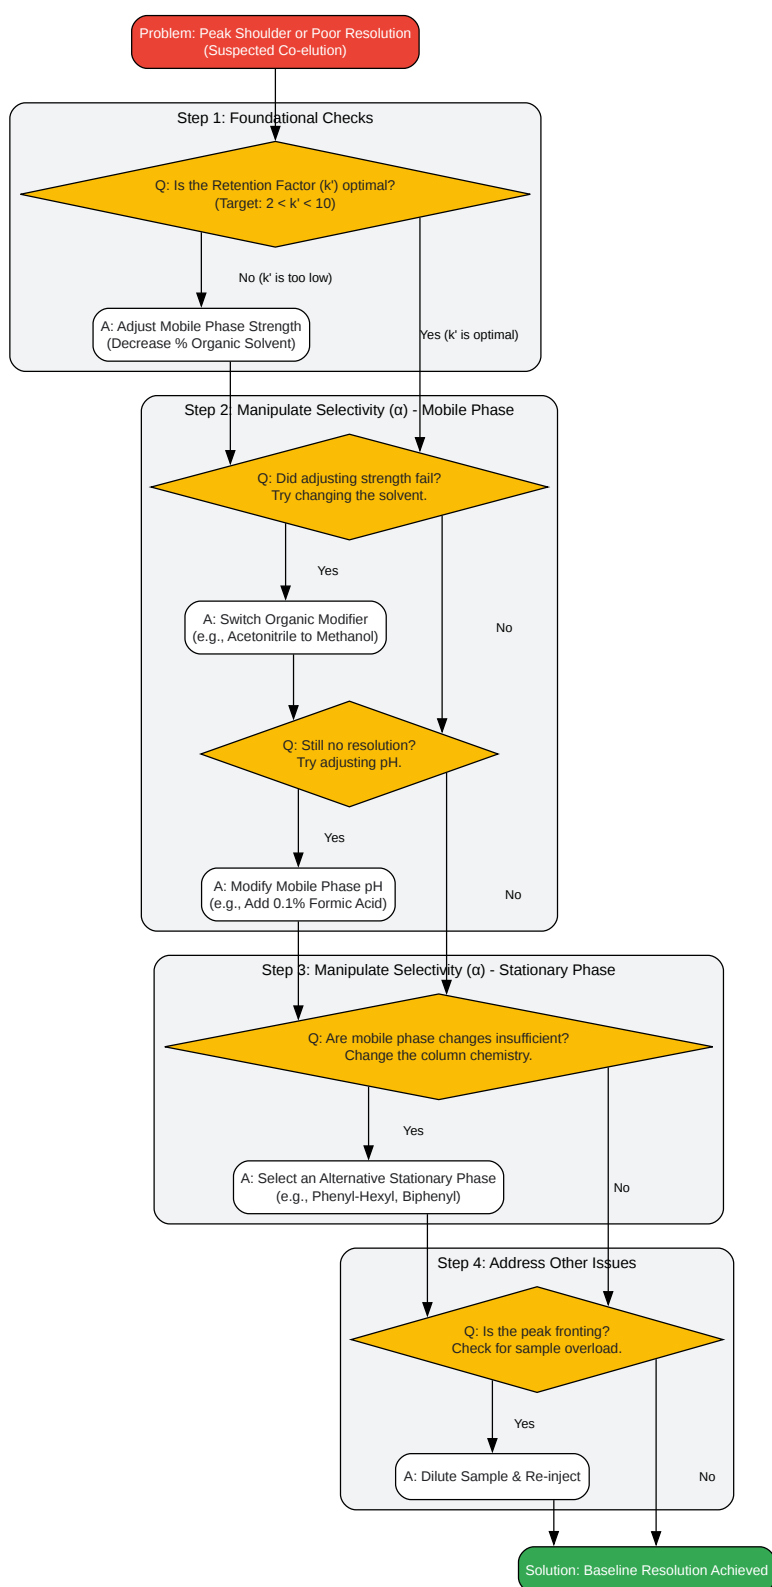 Problem: Peak Shoulder or Poor Resolution
(Suspected Co-elution)
Step 1: Foundational Checks
Q: Is the Retention Factor (k') optimal?
(Target: 2 < k' < 10)
No (k' is too low)
A: Adjust Mobile Phase Strength
(Decrease % Organic Solvent)
Yes (k' is optimal)
Step 2: Manipulate Selectivity (α) - Mobile Phase
Q: Did adjusting strength fail?
Try changing the solvent.
Yes
A: Switch Organic Modifier
(e.g., Acetonitrile to Methanol)
No
Q: Still no resolution?
Try adjusting pH.
Yes
A: Modify Mobile Phase pH
(e.g., Add 0.1% Formic Acid)
No
Step 3: Manipulate Selectivity (α) - Stationary Phase
Q: Are mobile phase changes insufficient?
Change the column chemistry.
Yes
A: Select an Alternative Stationary Phase
(e.g., Phenyl-Hexyl, Biphenyl)
No
Step 4: Address Other Issues
Q: Is the peak fronting?
Check for sample overload.
Yes
A: Dilute Sample & Re-inject
No
Solution: Baseline Resolution Achieved